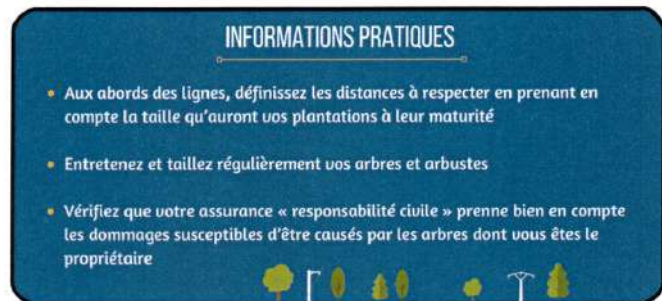 INFORMATIONS PRATIQUES
• Aux abords des lignes, définissez les distances à respecter en prenant en
compte la taille qu'auront vos plantations à leur maturité
• Entretenez et taillez régulièrement vos arbres et arbustes
• Vérifiez que votre assurance « responsabilité civile » prenne bien en compte
les dommages susceptibles d'être causés par les arbres dont vous êtes le
propriétaire